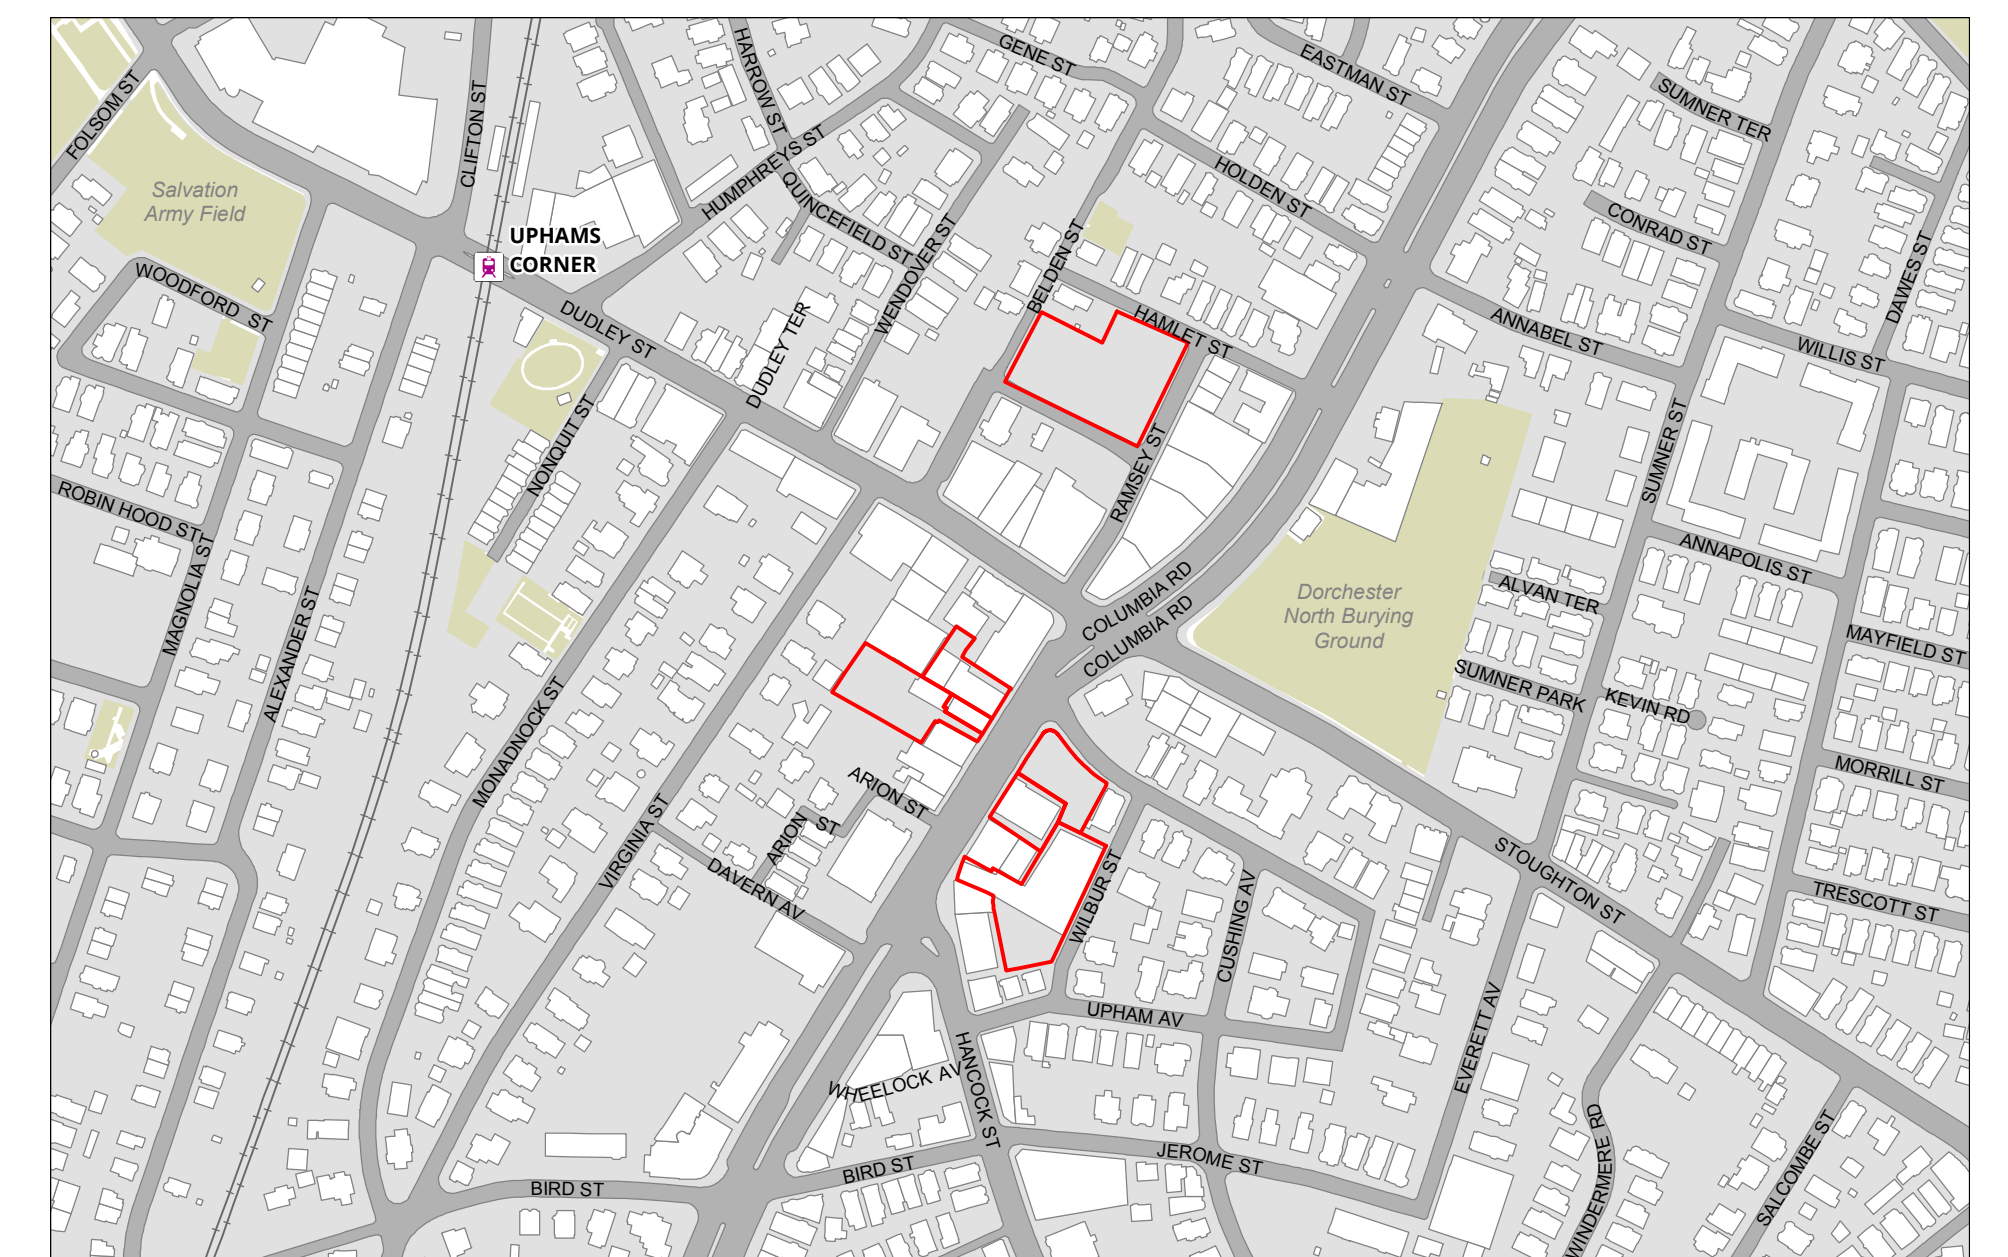 GENE ST
EASTMAN ST
SUMNER TER
HARROW ST
FOLSOM ST
CLIFTON ST
HUMPHREYS ST
Salvation
Army Field
QUINCEFIELD ST
HOLDEN ST
CONRAD ST
UPHAMS
CORNER
WENDOVER ST
BELDEN ST
DAWES ST
WOODFORD ST
DUDLEY ST
DUDLEY TER
HAMLET ST
ANNABEL ST
WILLIS ST
NONQUIT ST
RAMSEY ST
SUMNER ST
ROBIN HOOD ST
MAGNOLIA ST
ALEXANDER ST
ANNAPOLIS ST
ALVAN TER
COLUMBIA RD
COLUMBIA RD
Dorchester
North Burying
Ground
MAYFIELD ST
SUMNER PARK
KEVIN RD
MONADNOCK ST
MORRILL ST
ARION ST
ARION ST
VIRGINIA ST
DAVERN AV
STOUGHTON ST
WILBUR ST
CUSHING AV
TRESCOTT ST
UPHAM AV
EVERETT AV
HANCOCK ST
WHEELOCK AV
BIRD ST
BIRD ST
JEROME ST
WINDERMERE RD
SALCOMBE ST